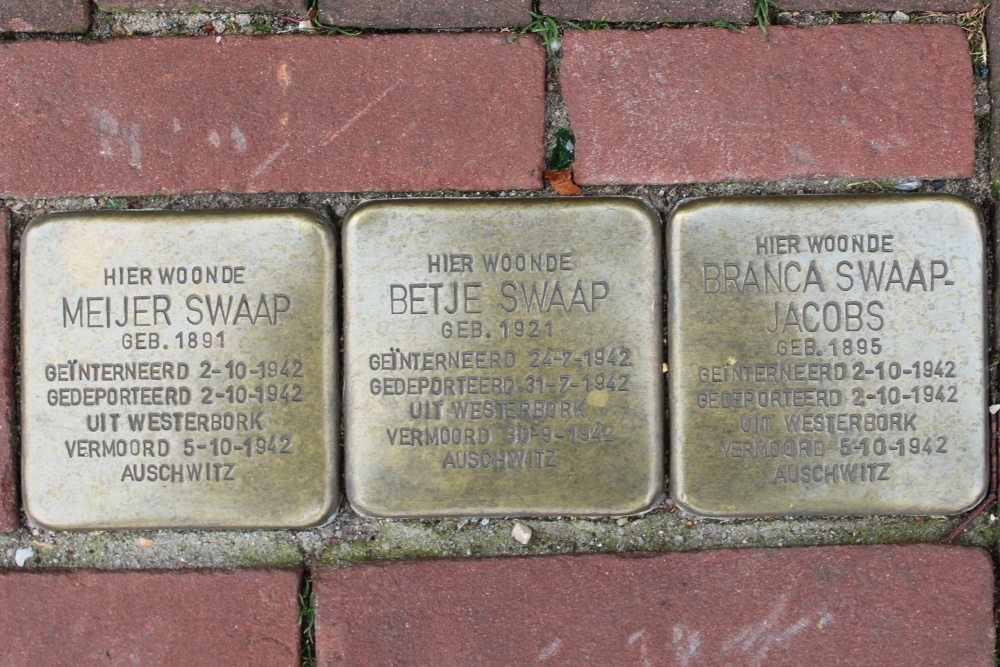 HIER WOONDE
MEIJER SWAAP
GEB. 1891
GEÏNTERNEERD 2-10-1942
GEDEPORTEERD 2-10-1942
UIT WESTERBORK
VERMOORD 5-10-1942
AUSCHWITZ
HIER WOONDE
BETJE SWAAP
GEB. 1921
GEÏNTERNEERD 24-7-1942
GEDEPORTEERD 31-7-1942
UIT WESTERBORK
VERMOORD 30-9-1942
AUSCHWITZ
HIER WOONDE
BRANCA SWAAP-
JACOBS
GEB. 1895
GEÏNTERNEERD 2-10-1942
GEDEPORTEERD 2-10-1942
UIT WESTERBORK
VERMOORD 5-10-1942
AUSCHWITZ